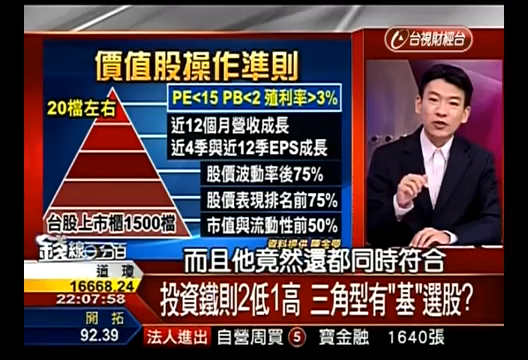 台視財經台
價值股操作準則
20檔左右
PE<15 PB<2 殖利率>3%
近12個月營收成長
近4季與近12季EPS成長
股價波動率後75%
股價表現排名前75%
台股上市櫃1500檔
市值與流動性前50%
錢線百分百
而且他竟然還都同時符合
道瓊
16668.24
22:07:58
投資鐵則2低1高 三角型有"基"選股?
開拓
92.39
法人進出 自營周買 5 寶金融 1640張